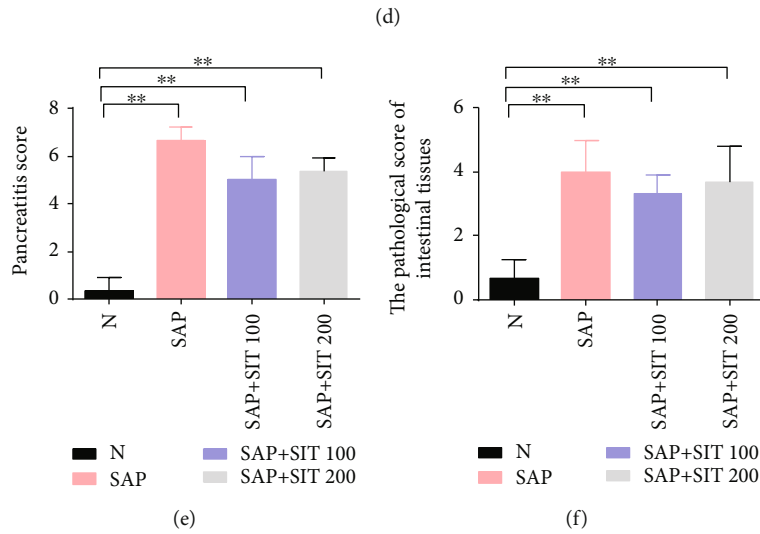 (d)
**
**
**
8
6
4
2
0
Pancreatitis score
N
SAP
SAP+SIT 100
SAP+SIT 200
N
SAP
SAP+SIT 100
SAP+SIT 200
(e)
**
**
**
6
4
2
0
The pathological score of
intestinal tissues
N
SAP
SAP+SIT 100
SAP+SIT 200
N
SAP
SAP+SIT 100
SAP+SIT 200
(f)